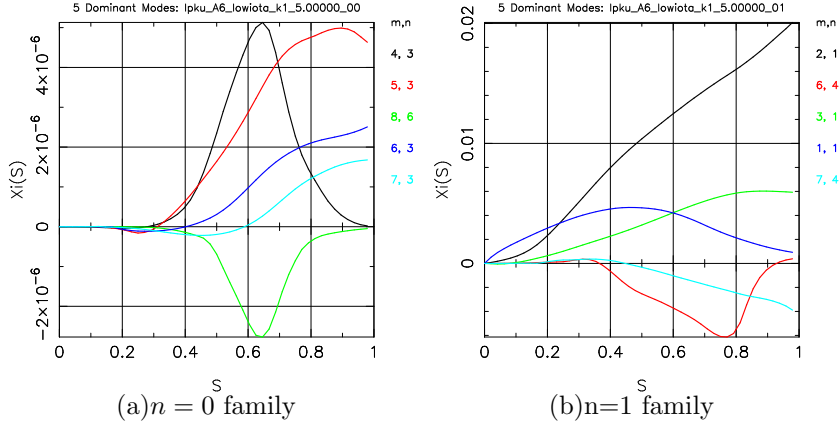 5 Dominant Modes: lpku_A6_lowiota_k1_5.00000_00
m,n
4, 3
5, 3
8, 6
6, 3
7, 3
Xi(S)
4×10⁻⁶
2×10⁻⁶
0
−2×10⁻⁶
0 0.2 0.4 0.6 0.8 1
S
(a)n = 0 family
5 Dominant Modes: lpku_A6_lowiota_k1_5.00000_01
m,n
2, 1
6, 4
3, 1
1, 1
7, 4
Xi(S)
0.02
0.01
0
0 0.2 0.4 0.6 0.8 1
S
(b)n=1 family